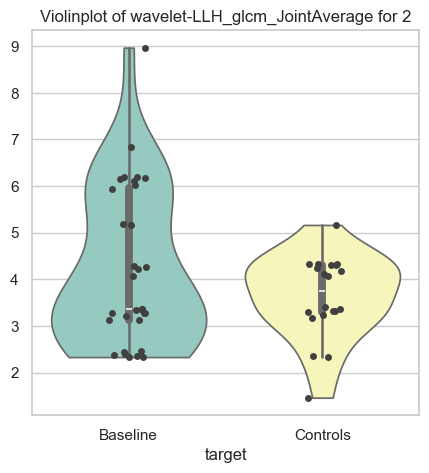 Violinplot of wavelet-LLH_glcm_JointAverage for 2
9
8
7
6
5
4
3
2
Baseline Controls
target